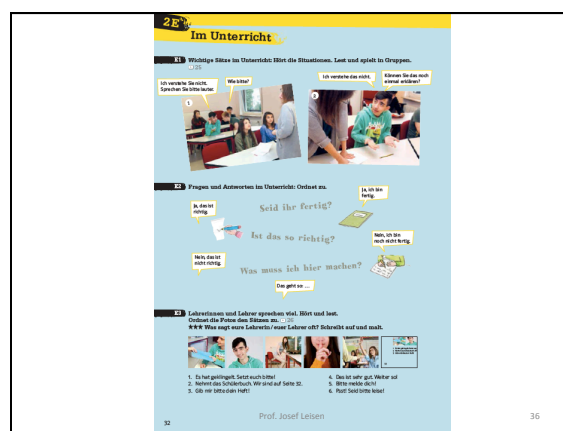 2E
Im Unterricht
E1 Wichtige Sätze im Unterricht: Hört die Situationen. Lest und spielt in Gruppen.
25
Ich verstehe Sie nicht.
Sprechen Sie bitte lauter.
Wie bitte?
1
Ich verstehe das nicht.
Können Sie das noch
einmal erklären?
2
E2 Fragen und Antworten im Unterricht: Ordnet zu.
Ja, das ist
richtig.
Seid ihr fertig?
Ja, ich bin
fertig.
Ist das so richtig?
Nein, ich bin
noch nicht fertig.
Nein, das ist
nicht richtig.
Was muss ich hier machen?
Das geht so: ...
E3 Lehrerinnen und Lehrer sprechen viel. Hört und lest.
Ordnet die Fotos den Sätzen zu. 26
★★★ Was sagt eure Lehrerin/euer Lehrer oft? Schreibt auf und malt.
1. Es hat geklingelt. Setzt euch bitte!
2. Nehmt das Schülerbuch. Wir sind auf Seite 32.
3. Gib mir bitte dein Heft!
4. Das ist sehr gut. Weiter so!
5. Bitte melde dich!
6. Psst! Seid bitte leise!
32
Prof. Josef Leisen
36